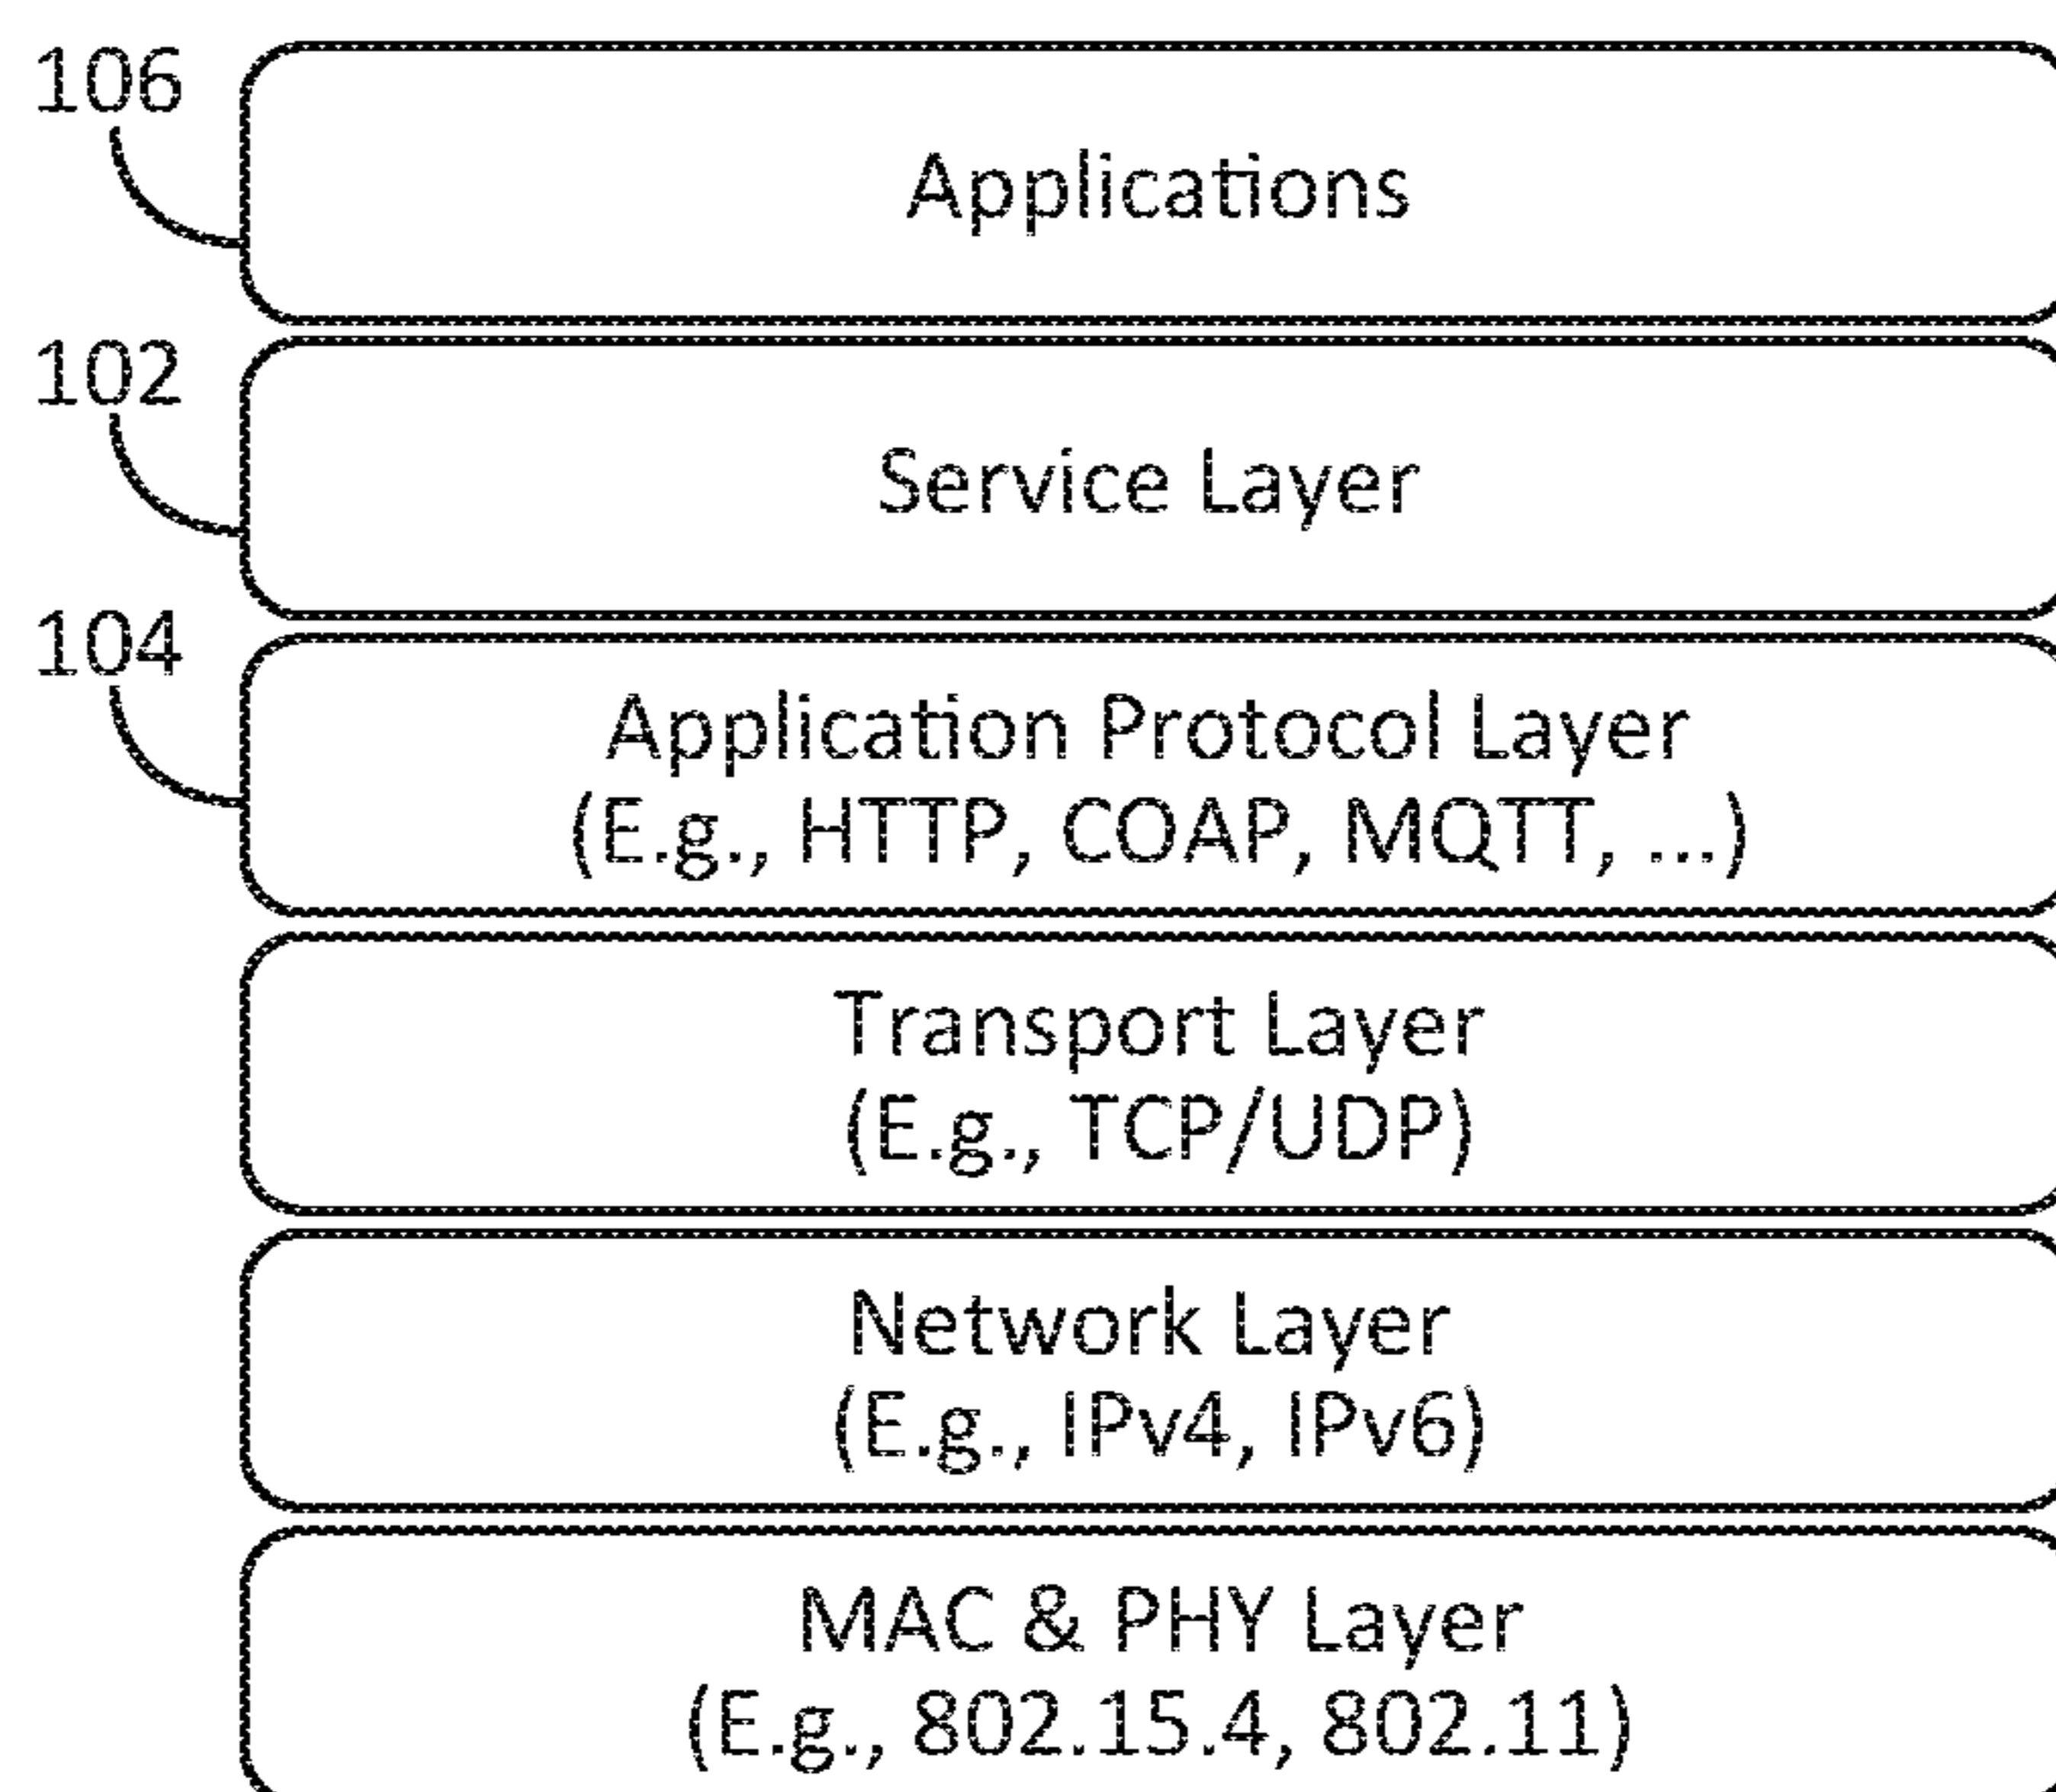 106
Applications
102
Service Layer
104
Application Protocol Layer
(E.g., HTTP, COAP, MQTT, ...)
Transport Layer
(E.g., TCP/UDP)
Network Layer
(E.g., IPv4, IPv6)
MAC & PHY Layer
(E.g., 802.15.4, 802.11)